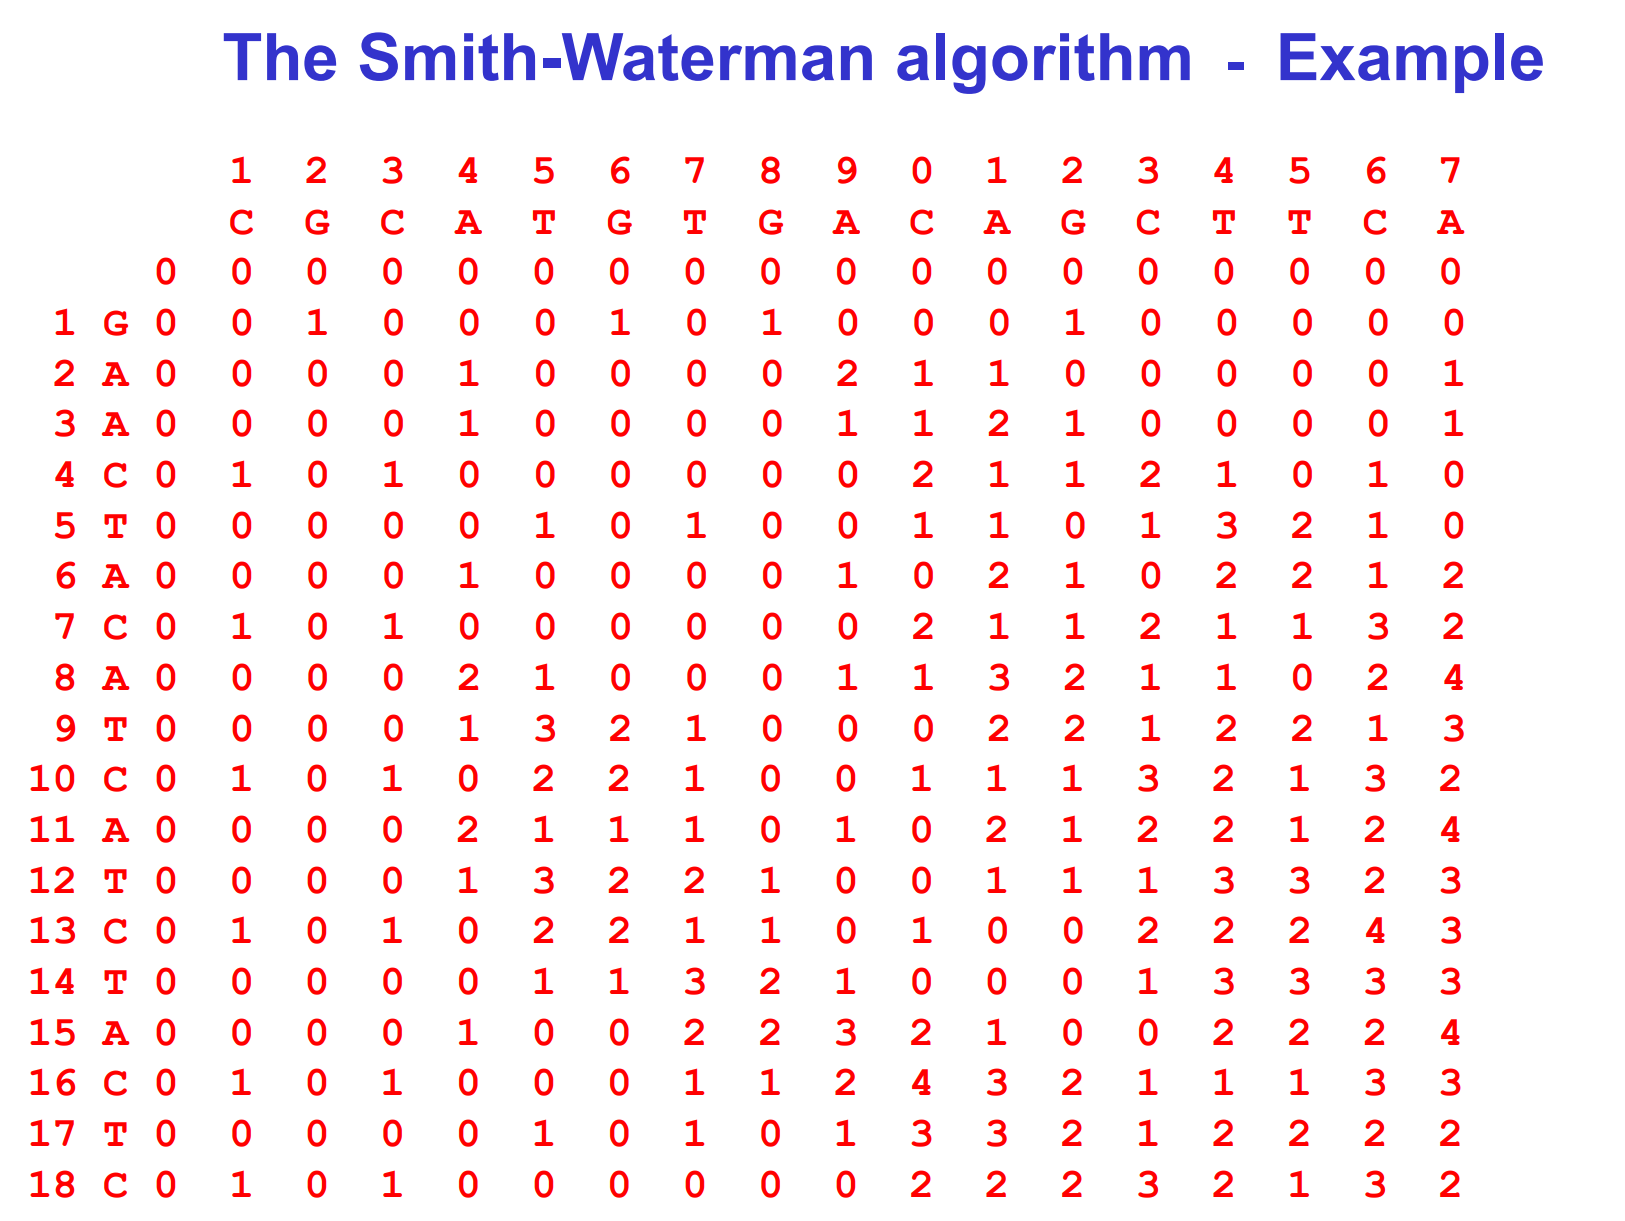 The Smith-Waterman algorithm - Example
1 2 3 4 5 6 7 8 9 0 1 2 3 4 5 6 7
C G C A T G T G A C A G C T T C A
0 0 0 0 0 0 0 0 0 0 0 0 0 0 0 0 0 0
1 G 0 0 1 0 0 0 1 0 1 0 0 0 1 0 0 0 0 0
2 A 0 0 0 0 1 0 0 0 0 2 1 1 0 0 0 0 0 1
3 A 0 0 0 0 1 0 0 0 0 1 1 2 1 0 0 0 0 1
4 C 0 1 0 1 0 0 0 0 0 0 2 1 1 2 1 0 1 0
5 T 0 0 0 0 0 1 0 1 0 0 1 1 0 1 3 2 1 0
6 A 0 0 0 0 1 0 0 0 0 1 0 2 1 0 2 2 1 2
7 C 0 1 0 1 0 0 0 0 0 0 2 1 1 2 1 1 3 2
8 A 0 0 0 0 2 1 0 0 0 1 1 3 2 1 1 0 2 4
9 T 0 0 0 0 1 3 2 1 0 0 0 2 2 1 2 2 1 3
10 C 0 1 0 1 0 2 2 1 0 0 1 1 1 3 2 1 3 2
11 A 0 0 0 0 2 1 1 1 0 1 0 2 1 2 2 1 2 4
12 T 0 0 0 0 1 3 2 2 1 0 0 1 1 1 3 3 2 3
13 C 0 1 0 1 0 2 2 1 1 0 1 0 0 2 2 2 4 3
14 T 0 0 0 0 0 1 1 3 2 1 0 0 0 1 3 3 3 3
15 A 0 0 0 0 1 0 0 2 2 3 2 1 0 0 2 2 2 4
16 C 0 1 0 1 0 0 0 1 1 2 4 3 2 1 1 1 3 3
17 T 0 0 0 0 0 1 0 1 0 1 3 3 2 1 2 2 2 2
18 C 0 1 0 1 0 0 0 0 0 0 2 2 2 3 2 1 3 2